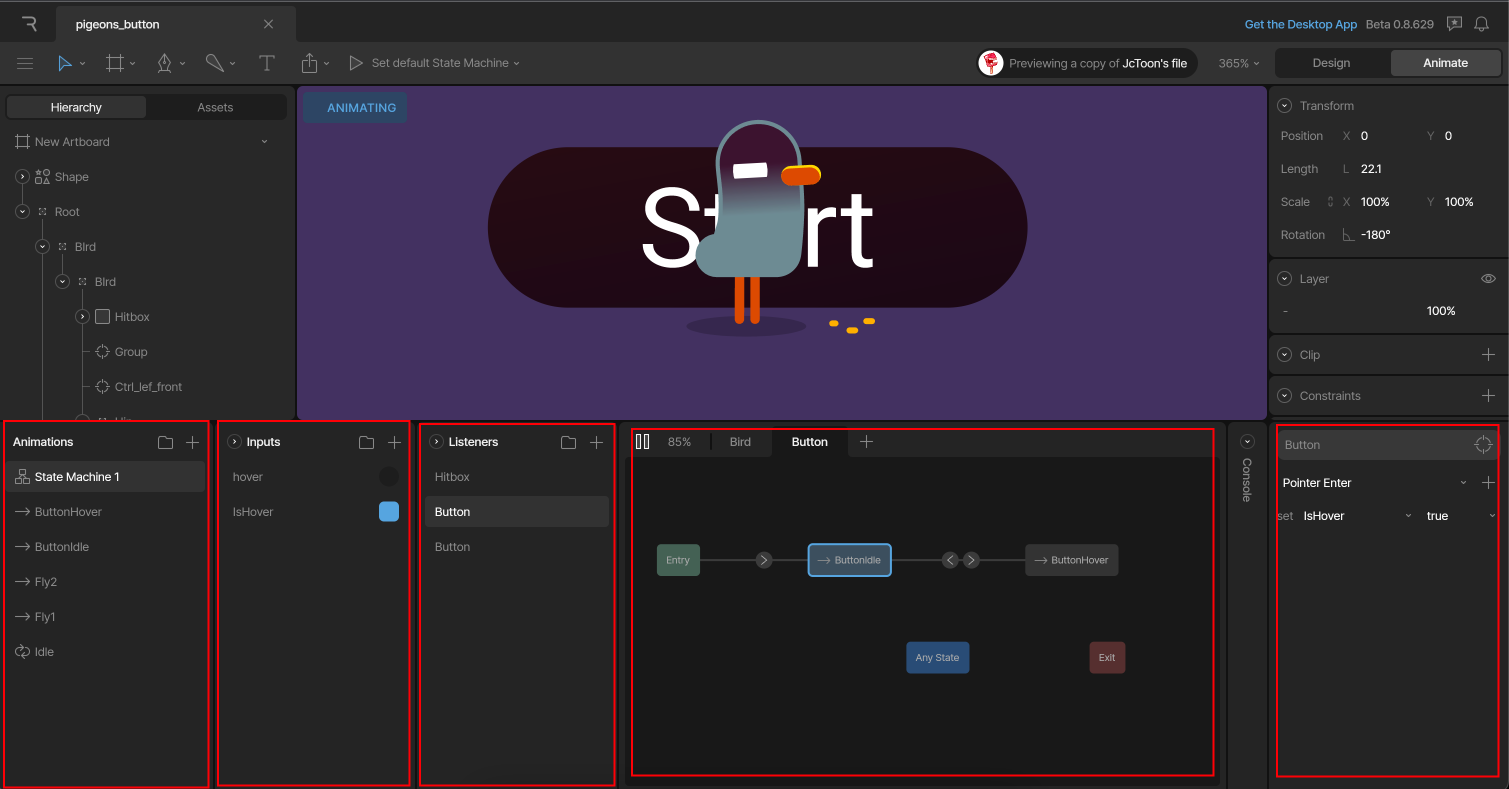 pigeons_button
Get the Desktop App Beta 0.8.629
Set default State Machine
Previewing a copy of JcToon's file
365%
Design
Animate
Hierarchy
Assets
New Artboard
Shape
Root
BIrd
BIrd
Hitbox
Group
Ctrl_lef_front
ANIMATING
St rt
Transform
Position X 0 Y 0
Length L 22.1
Scale X 100% Y 100%
Rotation -180°
Layer
- 100%
Clip
Constraints
Animations
State Machine 1
ButtonHover
ButtonIdle
Fly2
Fly1
Idle
Inputs
hover
IsHover
Listeners
Hitbox
Button
Button
85%
Bird
Button
Entry
ButtonIdle
ButtonHover
Any State
Exit
Console
Button
Pointer Enter
set IsHover true